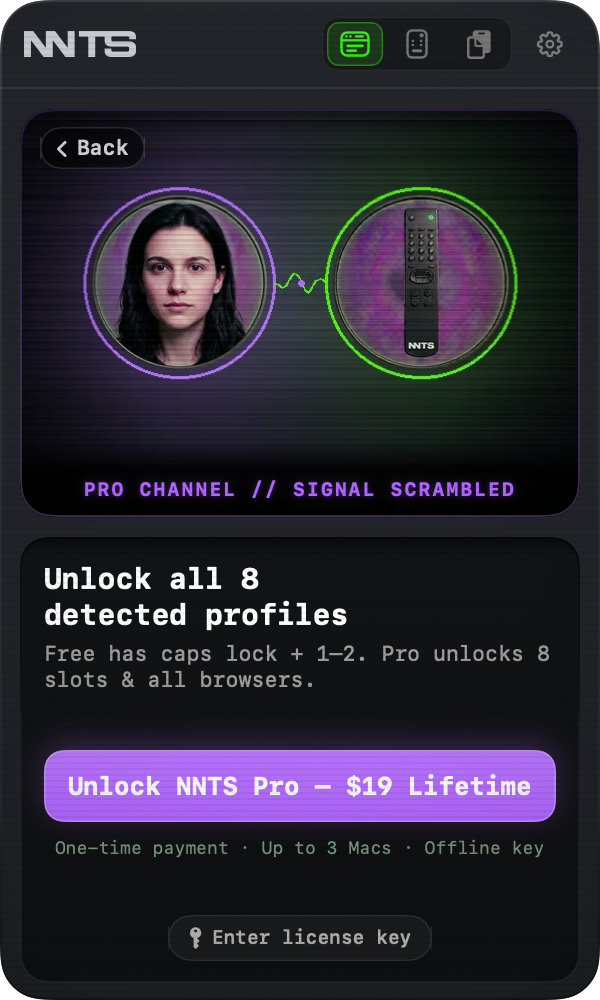 NNTS
Back
NNTS
PRO CHANNEL // SIGNAL SCRAMBLED
Unlock all 8
detected profiles
Free has caps lock + 1–2. Pro unlocks 8
slots & all browsers.
Unlock NNTS Pro — $19 Lifetime
One-time payment · Up to 3 Macs · Offline key
Enter license key